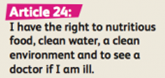 Article 24:
I have the right to nutritious
food, clean water, a clean
environment and to see a
doctor if I am ill.